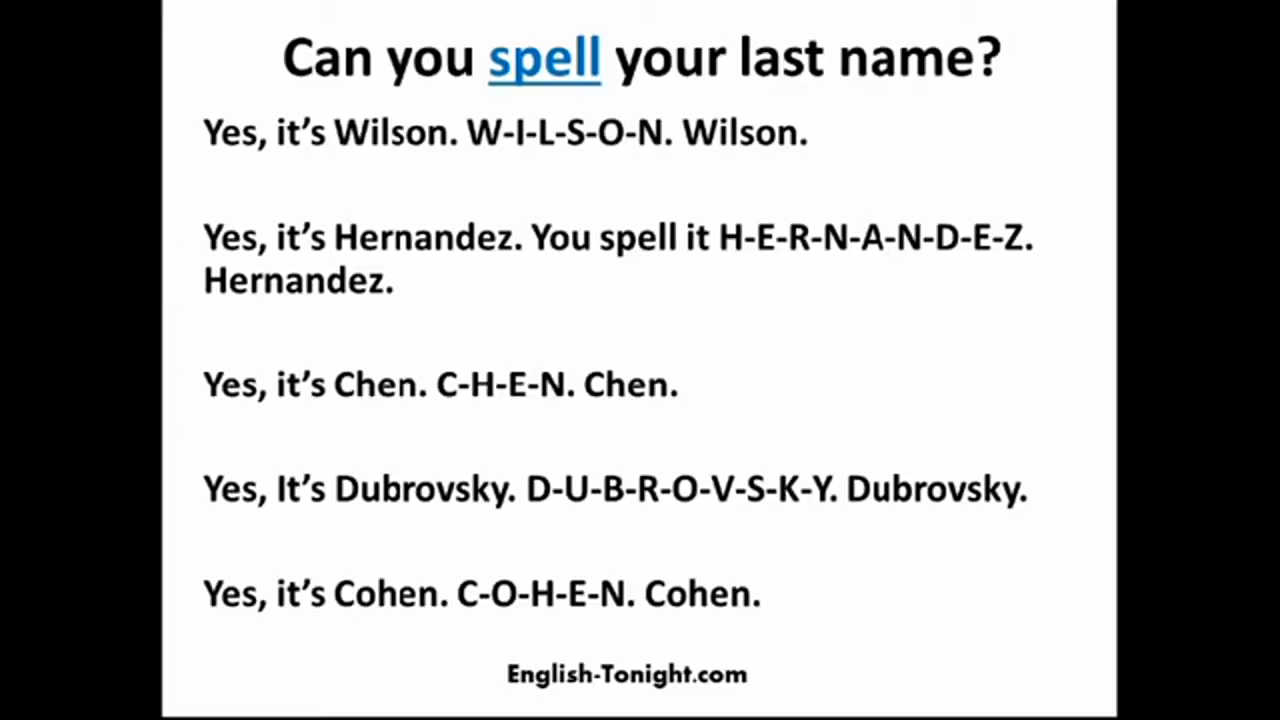 Can you spell your last name?
Yes, it's Wilson. W-I-L-S-O-N. Wilson.
Yes, it's Hernandez. You spell it H-E-R-N-A-N-D-E-Z.
Hernandez.
Yes, it's Chen. C-H-E-N. Chen.
Yes, It's Dubrovsky. D-U-B-R-O-V-S-K-Y. Dubrovsky.
Yes, it's Cohen. C-O-H-E-N. Cohen.
English-Tonight.com